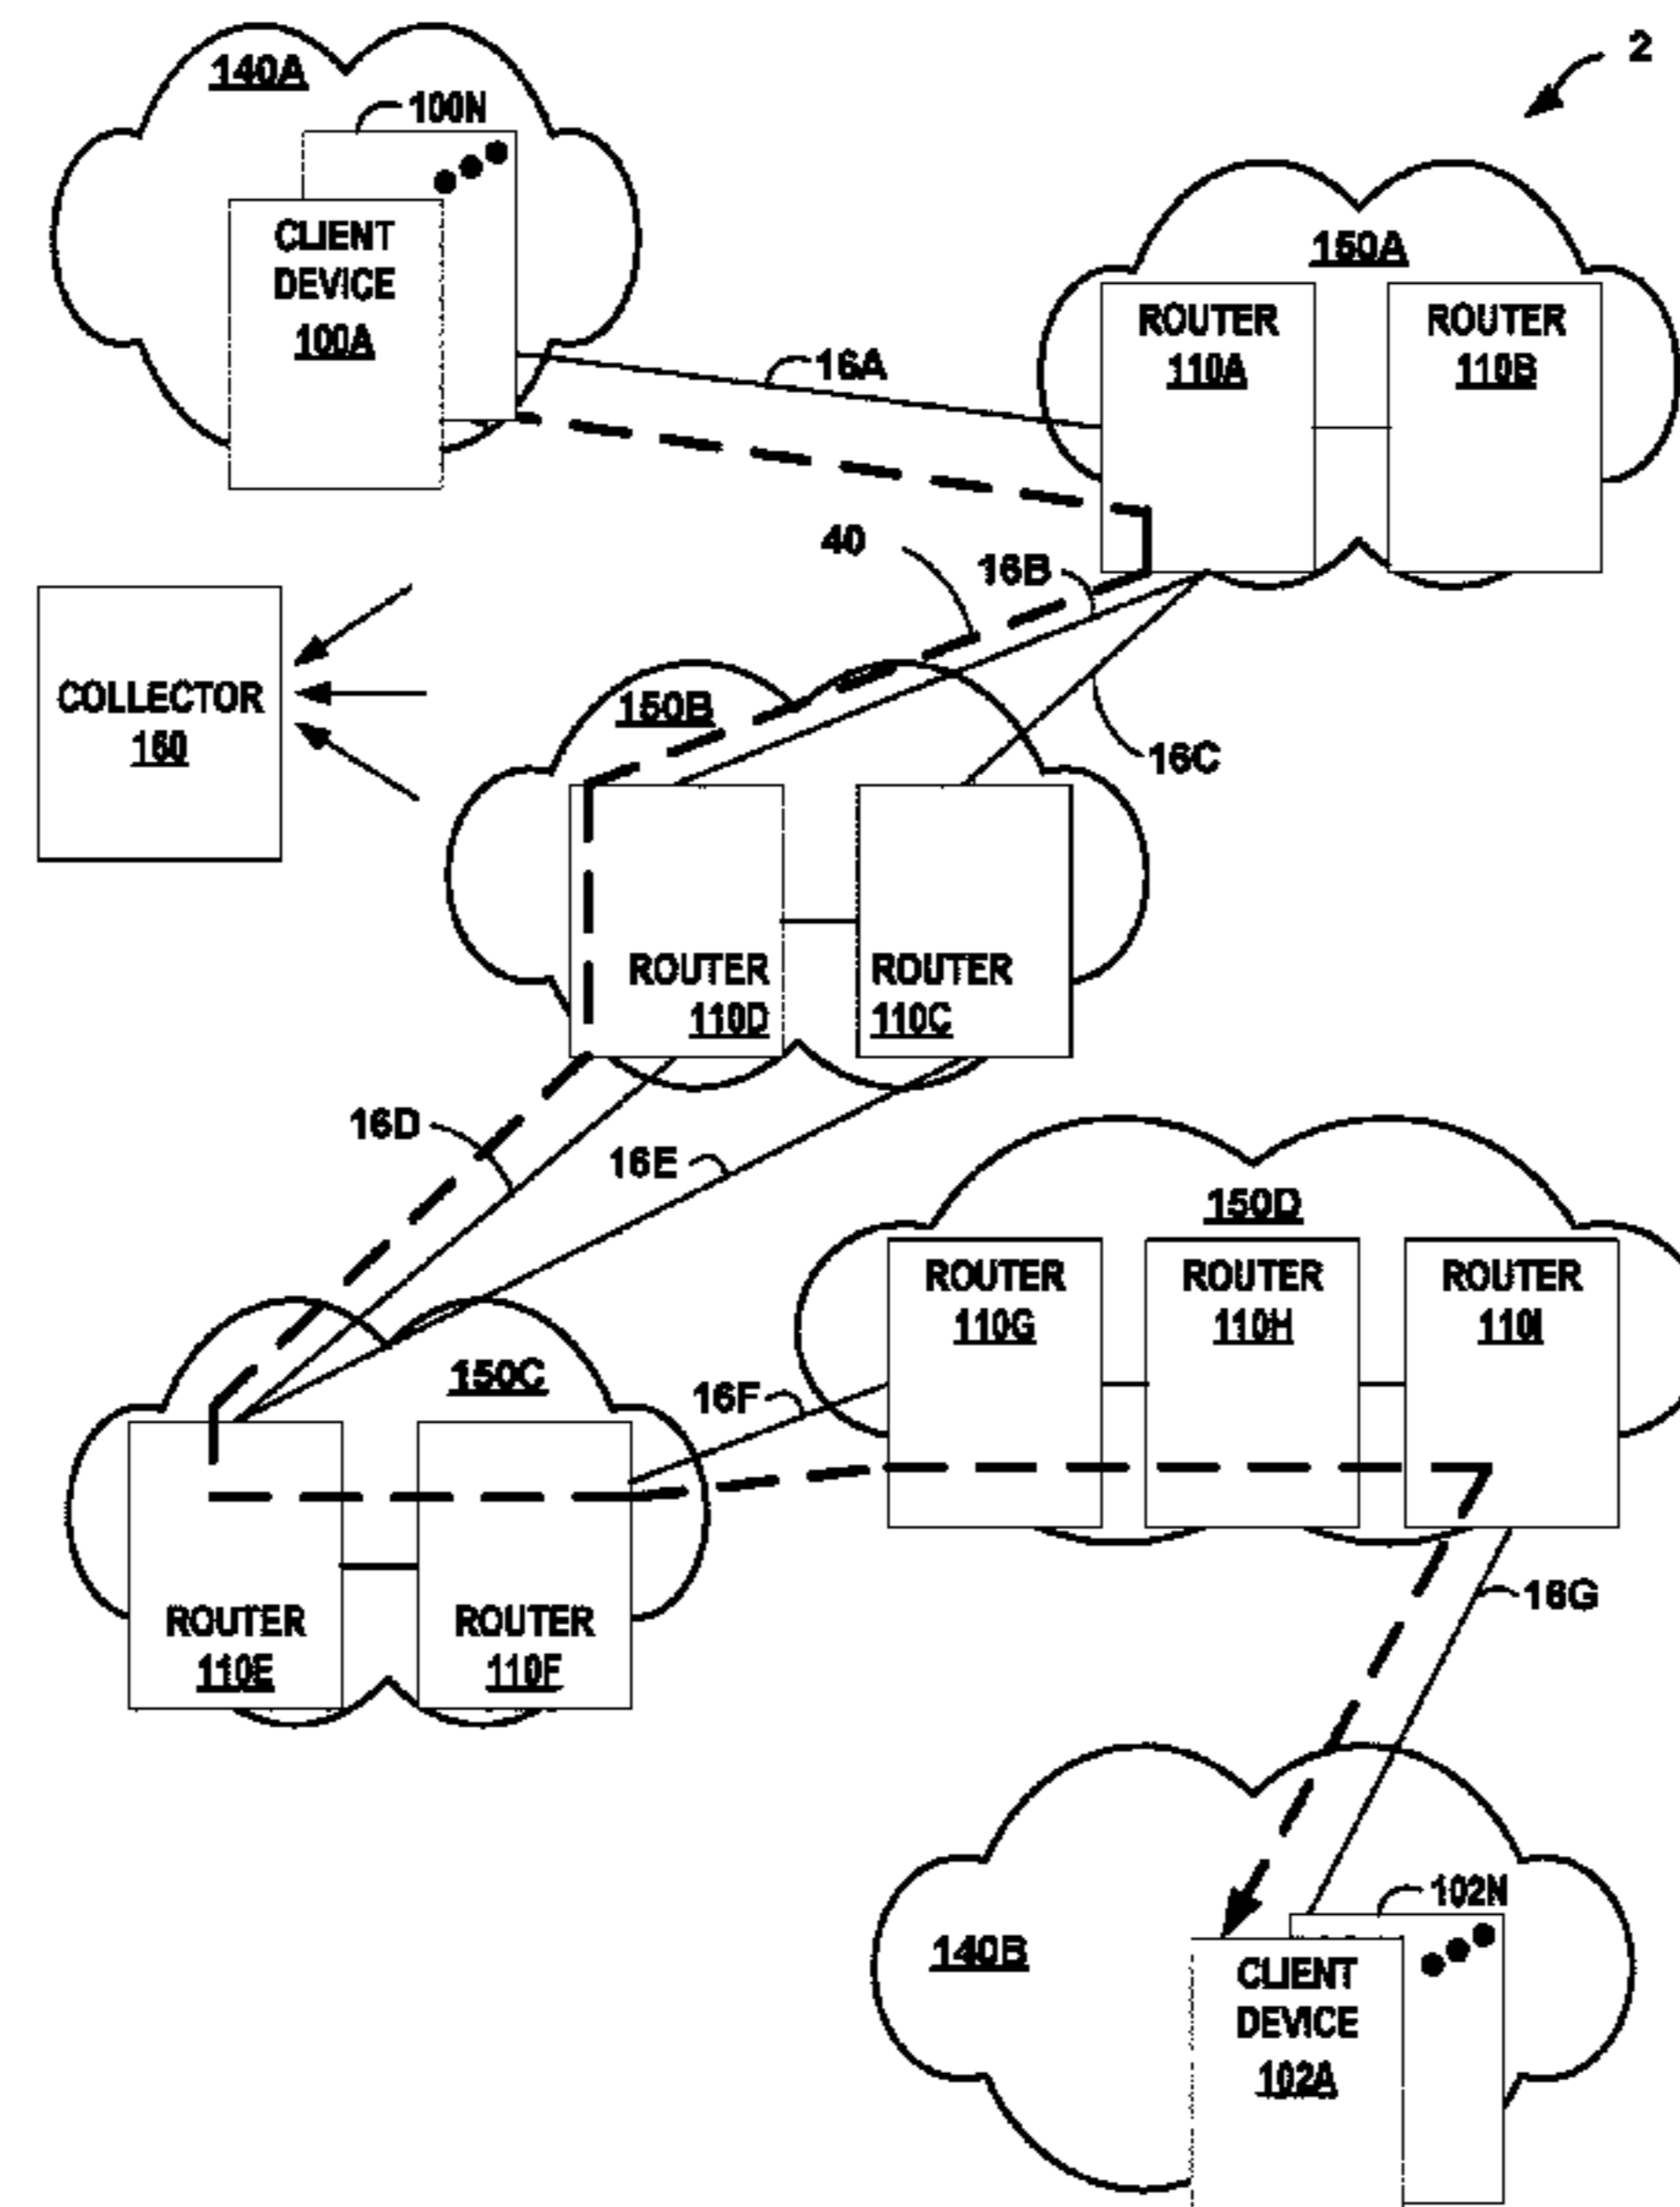 2
140A
100N
CLIENT
DEVICE
100A
150A
ROUTER
110A
ROUTER
110B
16A
40
16B
16C
COLLECTOR
160
150B
ROUTER
110D
ROUTER
110C
16D
16E
150D
ROUTER
110G
ROUTER
110H
ROUTER
110I
150C
16F
ROUTER
110E
ROUTER
110F
16G
140B
102N
CLIENT
DEVICE
102A